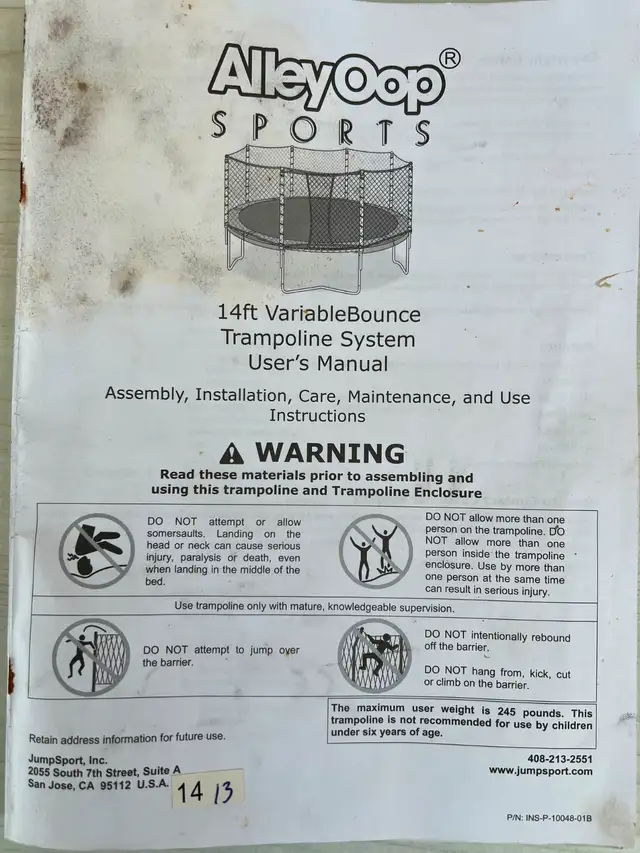 AlleyOop®
SPORTS
14ft VariableBounce
Trampoline System
User's Manual
Assembly, Installation, Care, Maintenance, and Use
Instructions
WARNING
Read these materials prior to assembling and
using this trampoline and Trampoline Enclosure
DO NOT attempt or allow
somersaults. Landing on the
head or neck can cause serious
injury, paralysis or death, even
when landing in the middle of the
bed.
DO NOT allow more than one
person on the trampoline. DO
NOT allow more than one
person inside the trampoline
enclosure. Use by more than
one person at the same time
can result in serious injury.
Use trampoline only with mature, knowledgeable supervision.
DO NOT attempt to jump over
the barrier.
DO NOT intentionally rebound
off the barrier.
DO NOT hang from, kick, cut
or climb on the barrier.
The maximum user weight is 245 pounds. This
trampoline is not recommended for use by children
under six years of age.
Retain address information for future use.
JumpSport, Inc.
2055 South 7th Street, Suite A
San Jose, CA 95112 U.S.A.
14 13
408-213-2551
www.jumpsport.com
P/N: INS-P-10048-01B